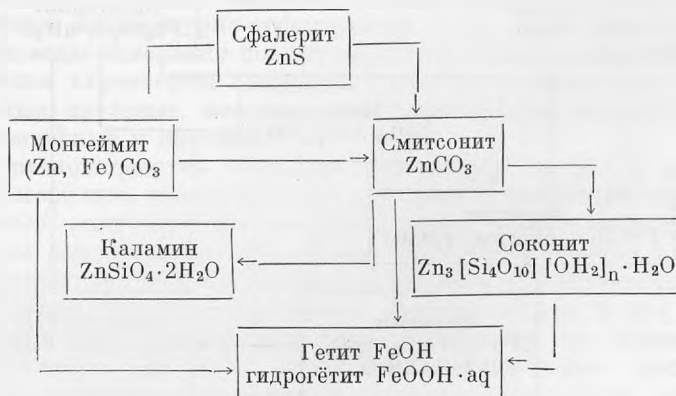 Сфалерит
ZnS
Монгеймит
(Zn, Fe) CO₃
Смитсонит
ZnCO₃
Каламин
ZnSiO₄·2H₂O
Соконит
Zn₃ [Si₄O₁₀] [OH₂]ₙ·H₂O
Гетит FeOH
гидрогётит FeOOH·aq